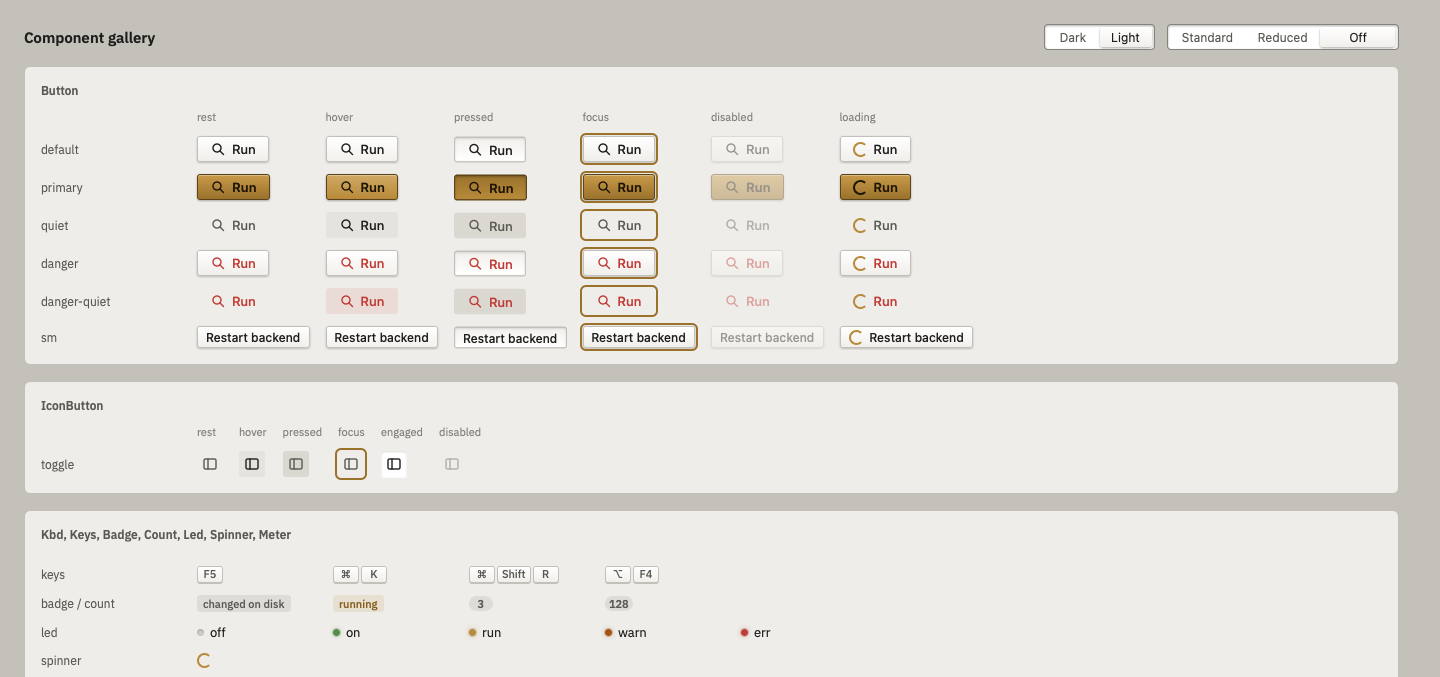 Component gallery Dark Light Standard Reduced Off
Button
rest hover pressed focus disabled loading
default Run Run Run Run Run Run
primary Run Run Run Run Run Run
quiet Run Run Run Run Run Run
danger Run Run Run Run Run Run
danger-quiet Run Run Run Run Run Run
sm Restart backend Restart backend Restart backend Restart backend Restart backend Restart backend
IconButton
rest hover pressed focus engaged disabled
toggle
Kbd, Keys, Badge, Count, Led, Spinner, Meter
keys F5 ⌘ K ⌘ Shift R ⌥ F4
badge / count changed on disk running 3 128
led off on run warn err
spinner